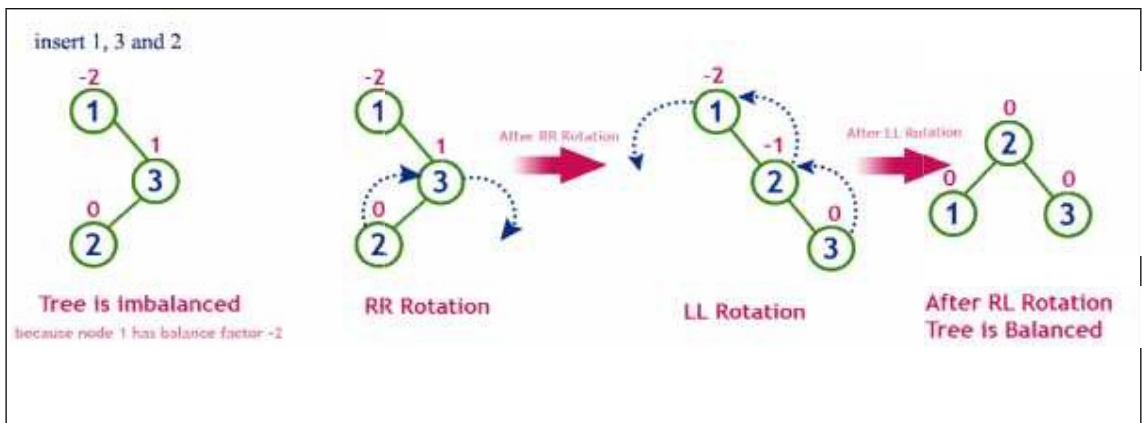 insert 1, 3 and 2
-2
1
1
3
0
2
Tree is imbalanced
because node 1 has balance factor -2
-2
1
1
3
0
2
RR Rotation
After RR Rotation
-2
1
-1
2
0
3
LL Rotation
After LL Rotation
0
2
0
1
0
3
After RL Rotation
Tree is Balanced